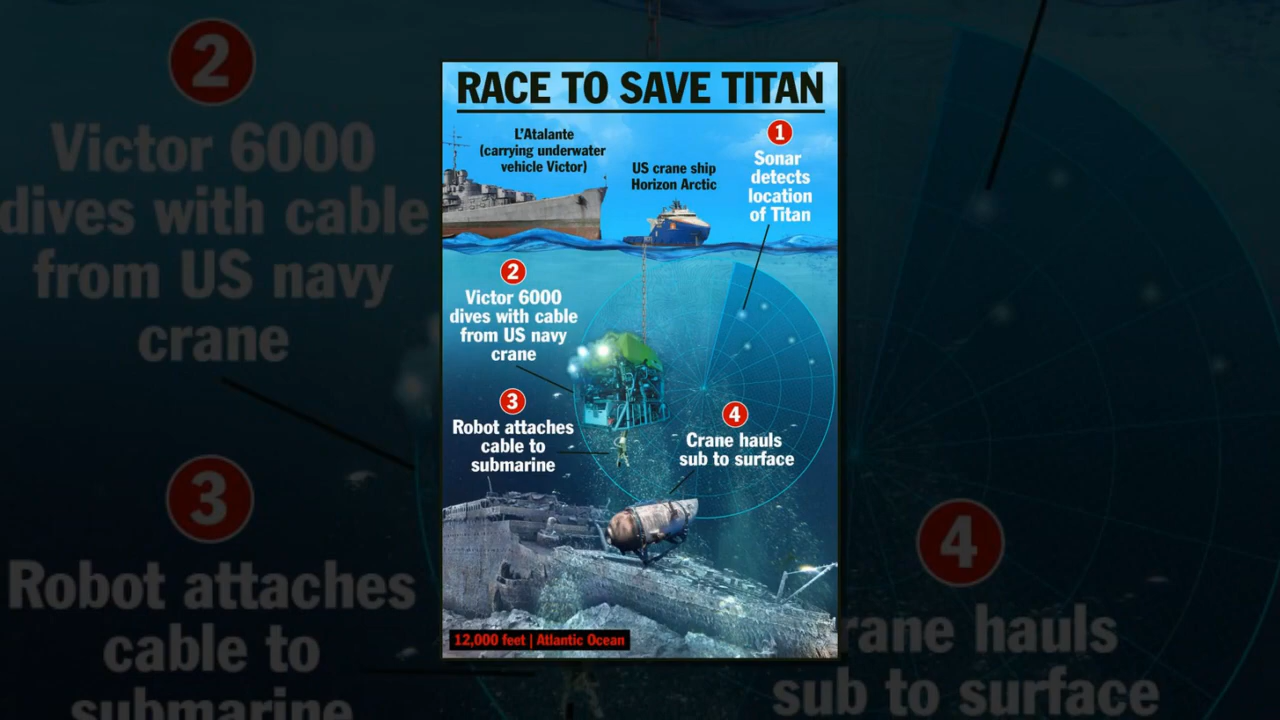 RACE TO SAVE TITAN
L'Atalante
(carrying underwater
vehicle Victor)
US crane ship
Horizon Arctic
1
Sonar
detects
location
of Titan
2
Victor 6000
dives with cable
from US navy
crane
3
Robot attaches
cable to
submarine
4
Crane hauls
sub to surface
12,000 feet | Atlantic Ocean
2
Victor 6000
dives with cable
from US navy
crane
3
Robot attaches
cable to
submarine
4
rane hauls
sub to surface